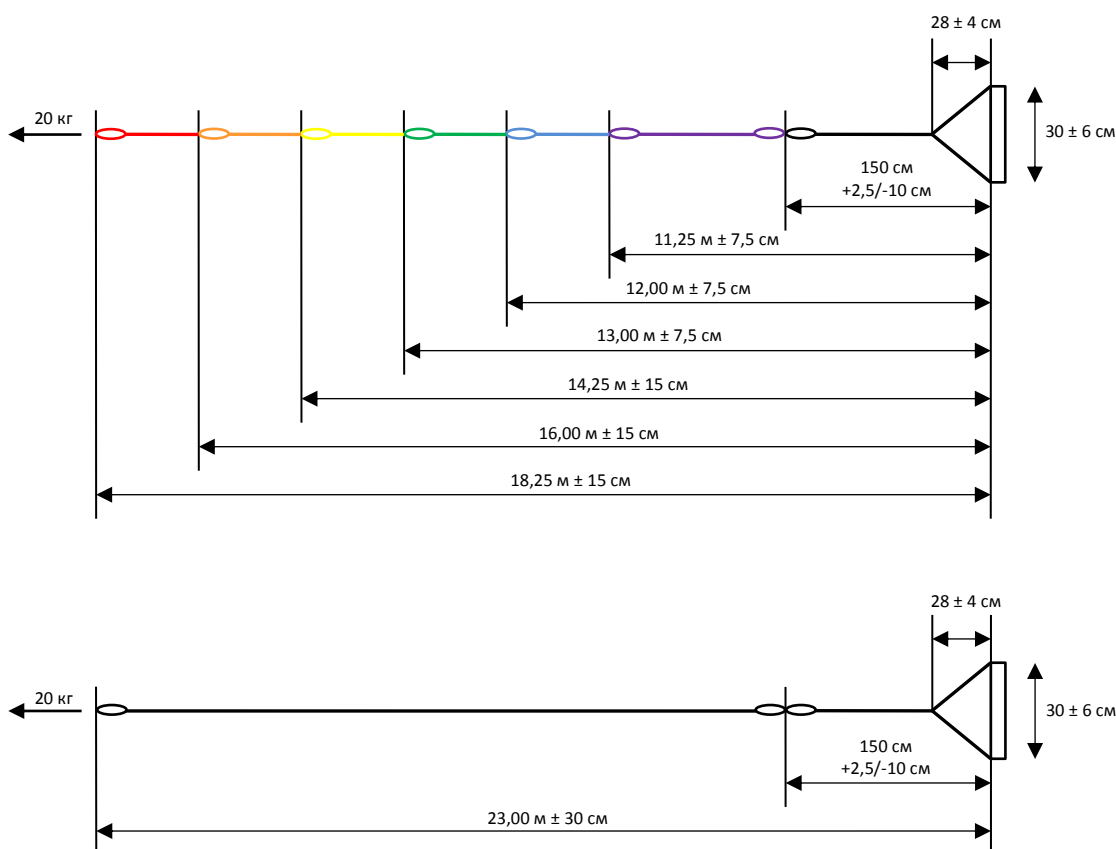 28 ± 4 см
20 кг
30 ± 6 см
150 см
+2,5/-10 см
11,25 м ± 7,5 см
12,00 м ± 7,5 см
13,00 м ± 7,5 см
14,25 м ± 15 см
16,00 м ± 15 см
18,25 м ± 15 см
28 ± 4 см
20 кг
30 ± 6 см
150 см
+2,5/-10 см
23,00 м ± 30 см